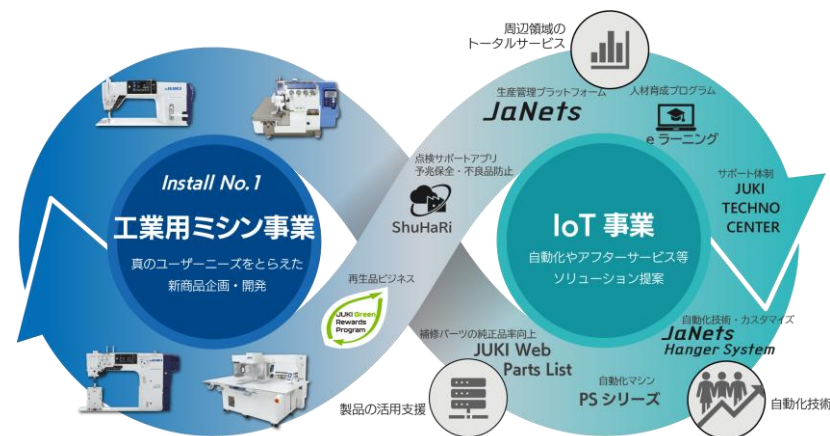 周辺領域の
トータルサービス
生産管理プラットフォーム
JaNets
人材育成プログラム
e ラーニング
点検サポートアプリ
予兆保全・不良品防止
ShuHaRi
サポート体制
JUKI
TECHNO
CENTER
JUKI
Install No.1
工業用ミシン事業
真のユーザーニーズをとらえた
新商品企画・開発
IoT 事業
自動化やアフターサービス等
ソリューション提案
再生品ビジネス
JUKI Green
Rewards
Program
補修パーツの純正品率向上
JUKI Web
Parts List
自動化技術・カスタマイズ
JaNets
Hanger System
自動化マシン
PS シリーズ
製品の活用支援
自動化技術